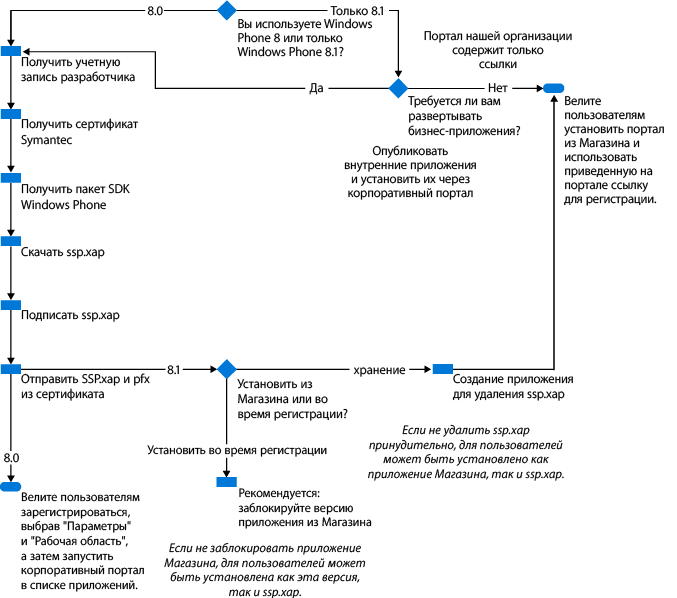 8.0
Только 8.1
Вы используете Windows
Phone 8 или только
Windows Phone 8.1?
Портал нашей организации
содержит только
ссылки
Получить учетную
запись разработчика
Да
Нет
Требуется ли вам
развертывать
бизнес-приложения?
Велите
пользователям
установить портал
из Магазина и
использовать
приведенную на
портале ссылку
для регистрации.
Получить сертификат
Symantec
Опубликовать
внутренние приложения
и установить их через
корпоративный портал
Получить пакет SDK
Windows Phone
Скачать ssp.xap
Подписать ssp.xap
8.1
хранение
Отправить SSP.xap и pfx
из сертификата
Установить из
Магазина или во
время регистрации?
Создание приложения
для удаления ssp.xap
Если не удалить ssp.xap
принудительно, для пользователей
может быть установлено как
приложение Магазина, так и ssp.xap.
Установить во время регистрации
8.0
Велите пользователям
зарегистрироваться,
выбрав "Параметры"
и "Рабочая область",
а затем запустить
корпоративный портал
в списке приложений.
Рекомендуется:
заблокируйте версию
приложения из Магазина
Если не заблокировать приложение
Магазина, для пользователей может
быть установлена как эта версия,
так и ssp.xap.